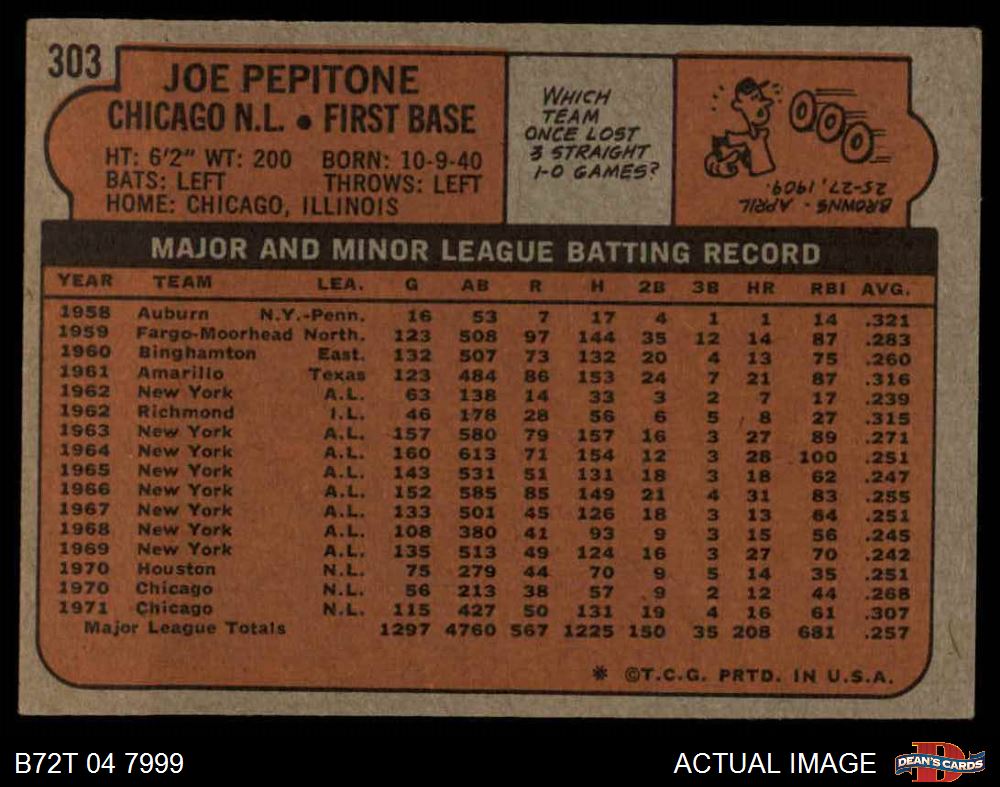 303
JOE PEPITONE
CHICAGO N.L. • FIRST BASE
HT: 6'2" WT: 200 BORN: 10-9-40
BATS: LEFT THROWS: LEFT
HOME: CHICAGO, ILLINOIS
WHICH
TEAM
ONCE LOST
3 STRAIGHT
1-0 GAMES?
BROWNS - APRIL
25-27, 1909.
MAJOR AND MINOR LEAGUE BATTING RECORD
YEAR TEAM LEA. G AB R H 2B 3B HR RBI AVG.
1958 Auburn N.Y.-Penn. 16 53 7 17 4 1 1 14 .321
1959 Fargo-Moorhead North. 123 508 97 144 35 12 14 87 .283
1960 Binghamton East. 132 507 73 132 20 4 13 75 .260
1961 Amarillo Texas 123 484 86 153 24 7 21 87 .316
1962 New York A.L. 63 138 14 33 3 2 7 17 .239
1962 Richmond I.L. 46 178 28 56 6 5 8 27 .315
1963 New York A.L. 157 580 79 157 16 3 27 89 .271
1964 New York A.L. 160 613 71 154 12 3 28 100 .251
1965 New York A.L. 143 531 51 131 18 3 18 62 .247
1966 New York A.L. 152 585 85 149 21 4 31 83 .255
1967 New York A.L. 133 501 45 126 18 3 13 64 .251
1968 New York A.L. 108 380 41 93 9 3 15 56 .245
1969 New York A.L. 135 513 49 124 16 3 27 70 .242
1970 Houston N.L. 75 279 44 70 9 5 14 35 .251
1970 Chicago N.L. 56 213 38 57 9 2 12 44 .268
1971 Chicago N.L. 115 427 50 131 19 4 16 61 .307
Major League Totals 1297 4760 567 1225 150 35 208 681 .257
* ©T.C.G. PRTD. IN U.S.A.
B72T 04 7999 ACTUAL IMAGE DEAN'S CARDS